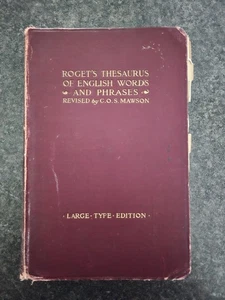 ROGET'S THESAURUS
OF ENGLISH WORDS
AND PHRASES
REVISED by C.O.S. MAWSON
·LARGE·TYPE·EDITION·